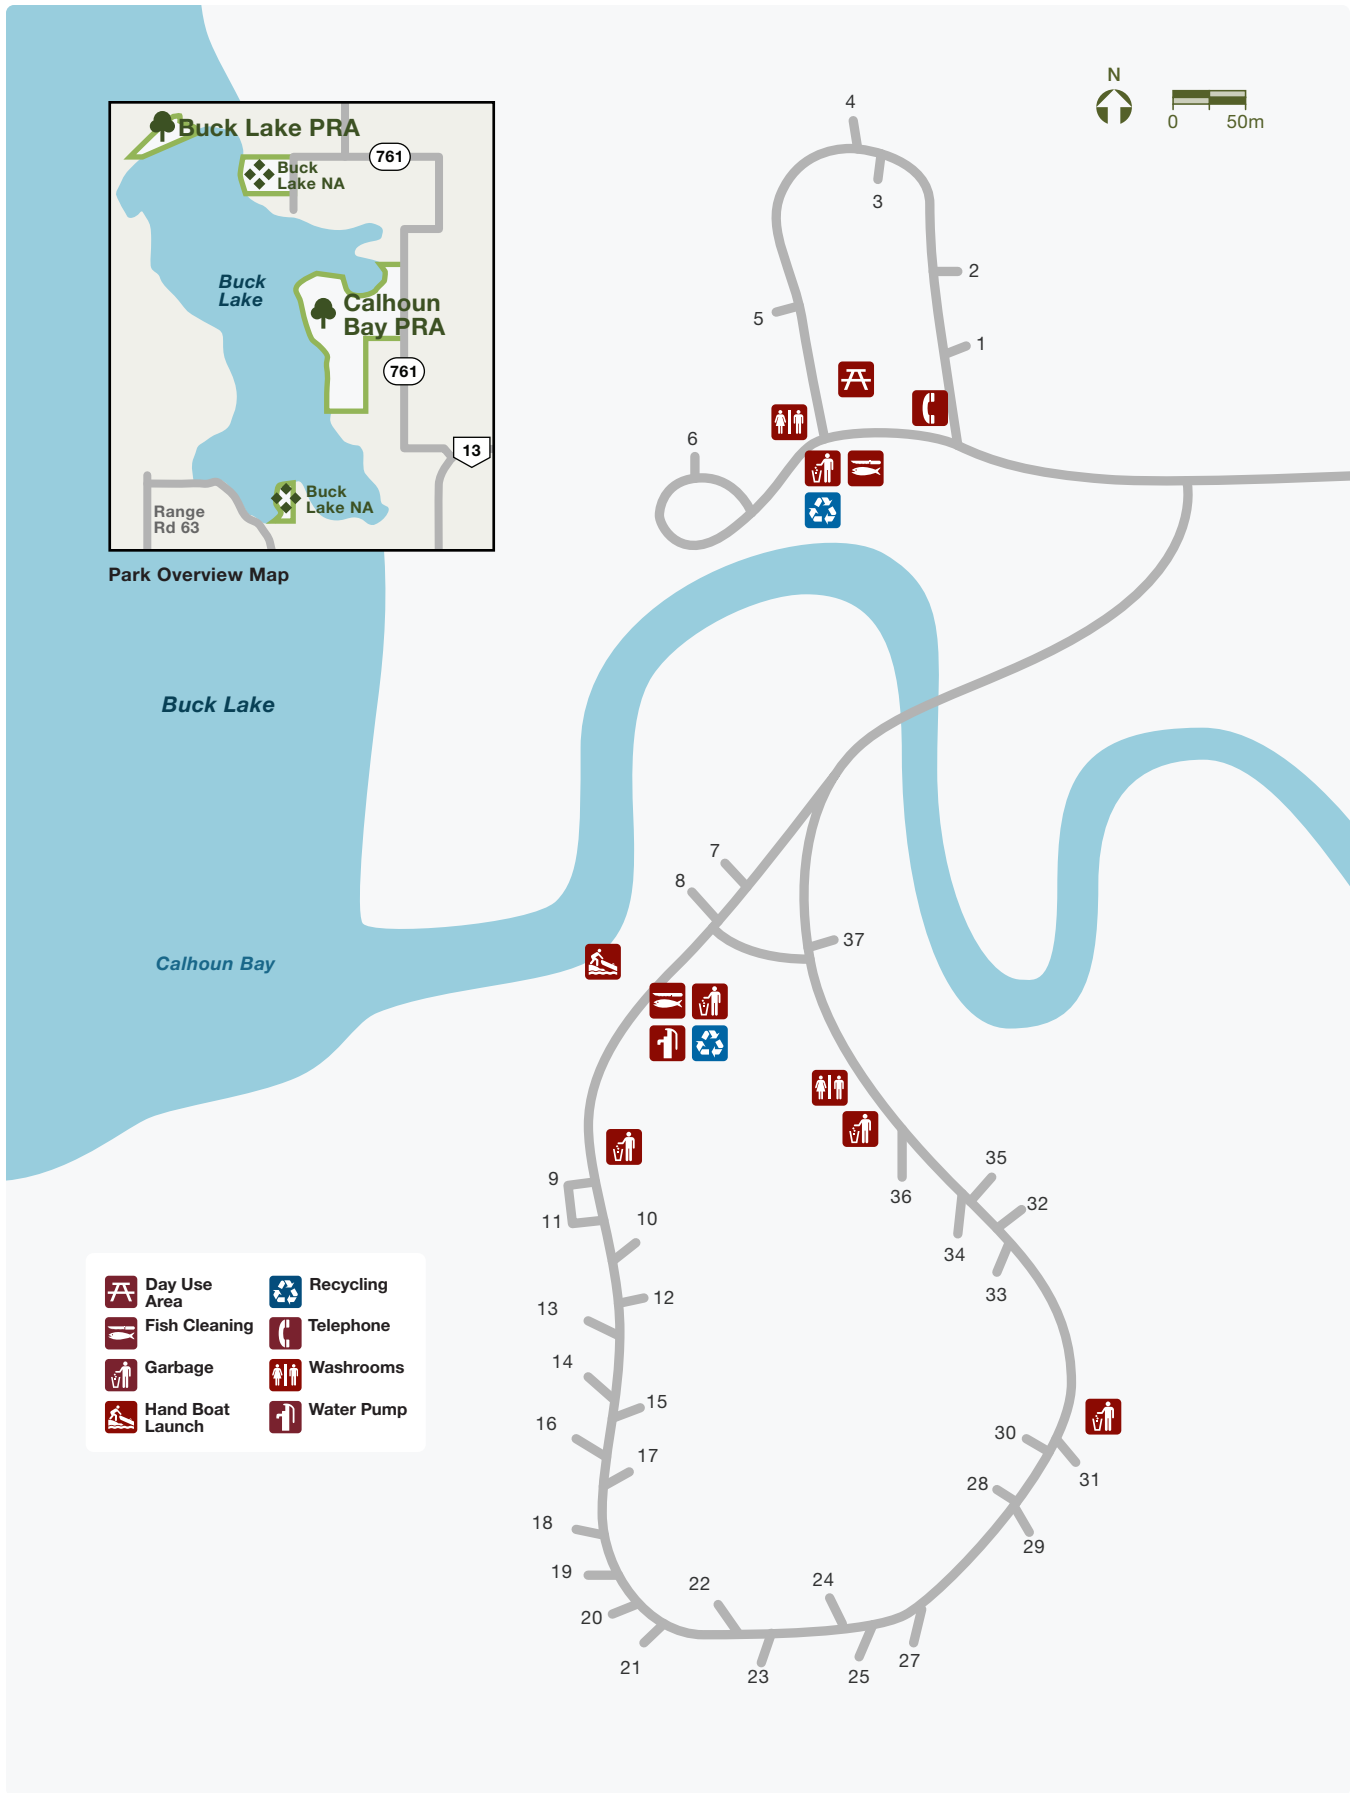 N
0 50m
Buck Lake PRA
761
Buck
Lake NA
Buck
Lake
Calhoun
Bay PRA
761
13
Buck
Lake NA
Range
Rd 63
Park Overview Map
4
3
2
5
1
6
Buck Lake
7
8
37
Calhoun Bay
9
11
10
12
13
14
15
16
17
18
19
20
21
22
23
24
25
27
28
29
30
31
33
34
32
35
36
Day Use
Area
Fish Cleaning
Garbage
Hand Boat
Launch
Recycling
Telephone
Washrooms
Water Pump